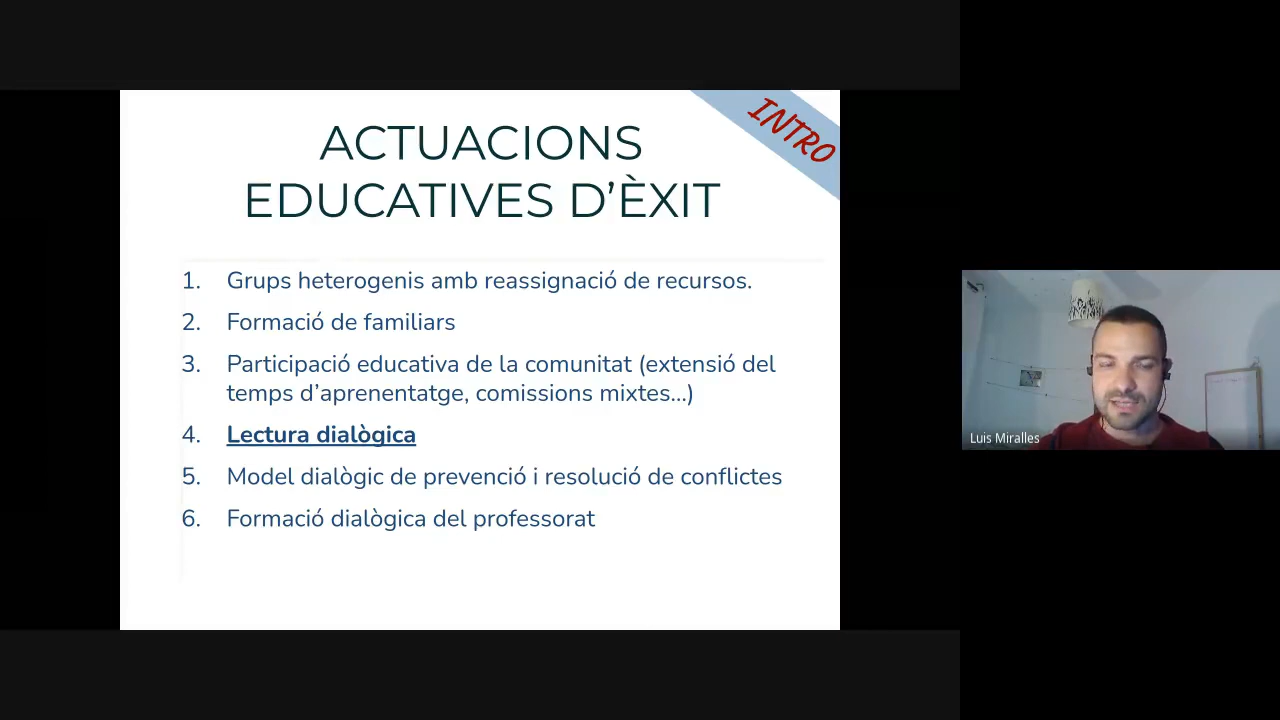 INTRO
ACTUACIONS
EDUCATIVES D'ÈXIT
1. Grups heterogenis amb reassignació de recursos.
2. Formació de familiars
3. Participació educativa de la comunitat (extensió del
temps d'aprenentatge, comissions mixtes...)
4. Lectura dialògica
5. Model dialògic de prevenció i resolució de conflictes
6. Formació dialògica del professorat
Luis Miralles